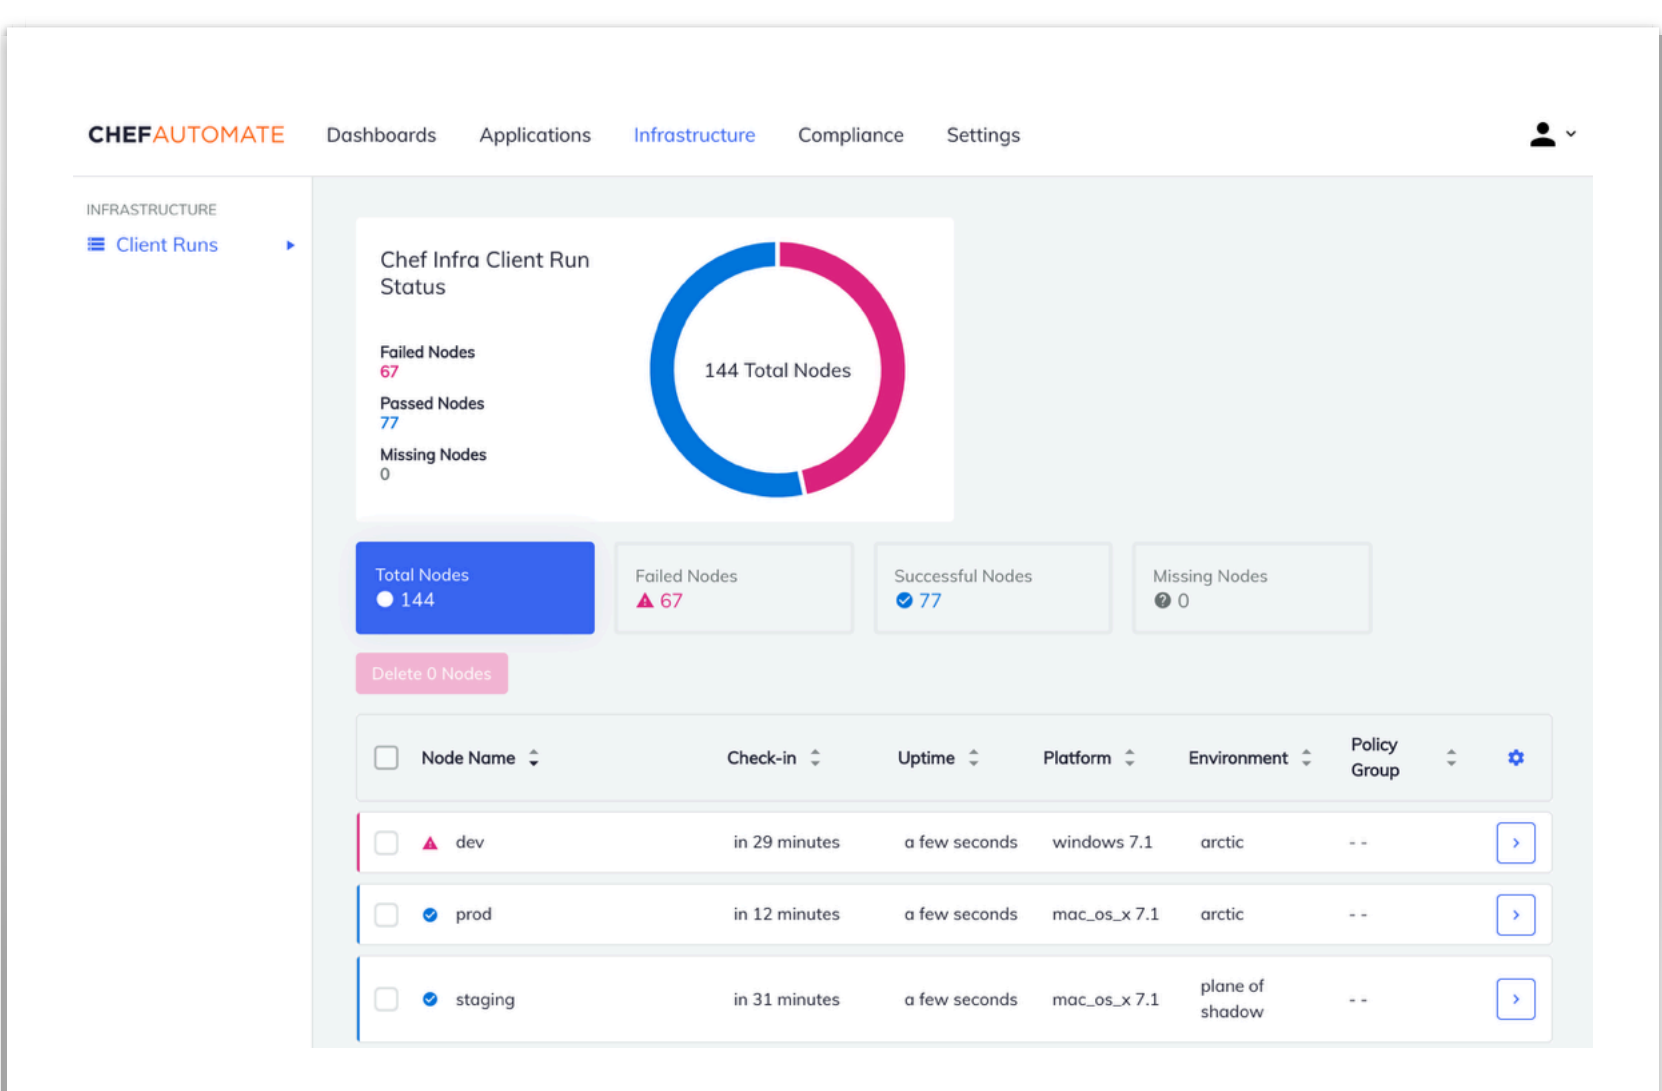 CHEFAUTOMATE Dashboards Applications Infrastructure Compliance Settings
INFRASTRUCTURE
Client Runs
Chef Infra Client Run
Status
Failed Nodes
67
Passed Nodes
77
Missing Nodes
0
144 Total Nodes
Total Nodes
144
Failed Nodes
67
Successful Nodes
77
Missing Nodes
0
Delete 0 Nodes
Node Name Check-in Uptime Platform Environment Policy
Group
dev in 29 minutes a few seconds windows 7.1 arctic - -
prod in 12 minutes a few seconds mac_os_x 7.1 arctic - -
staging in 31 minutes a few seconds mac_os_x 7.1 plane of
shadow - -